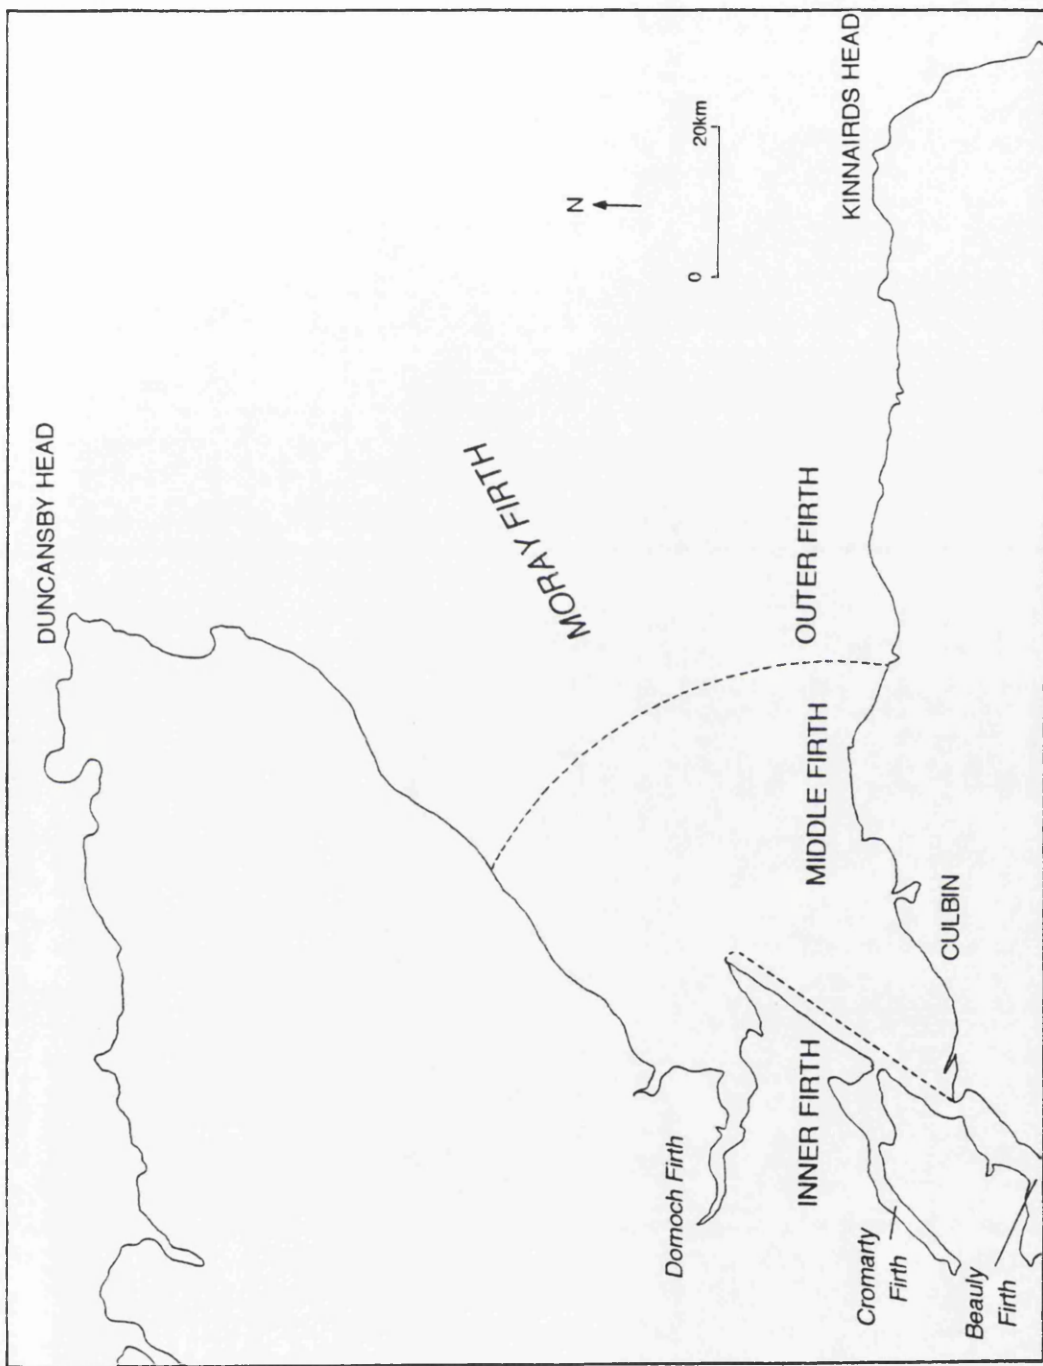 DUNCANSBY HEAD
MORAY FIRTH
N
0 20km
Dornoch Firth
INNER FIRTH
MIDDLE FIRTH
OUTER FIRTH
KINNAIRDS HEAD
Cromarty
Firth
CULBIN
Beauly
Firth